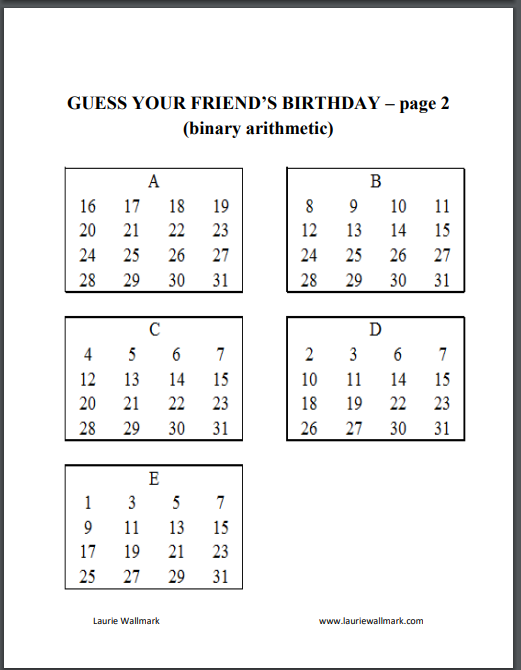 GUESS YOUR FRIEND'S BIRTHDAY – page 2
(binary arithmetic)
A
16 17 18 19
20 21 22 23
24 25 26 27
28 29 30 31
B
8 9 10 11
12 13 14 15
24 25 26 27
28 29 30 31
C
4 5 6 7
12 13 14 15
20 21 22 23
28 29 30 31
D
2 3 6 7
10 11 14 15
18 19 22 23
26 27 30 31
E
1 3 5 7
9 11 13 15
17 19 21 23
25 27 29 31
Laurie Wallmark www.lauriewallmark.com